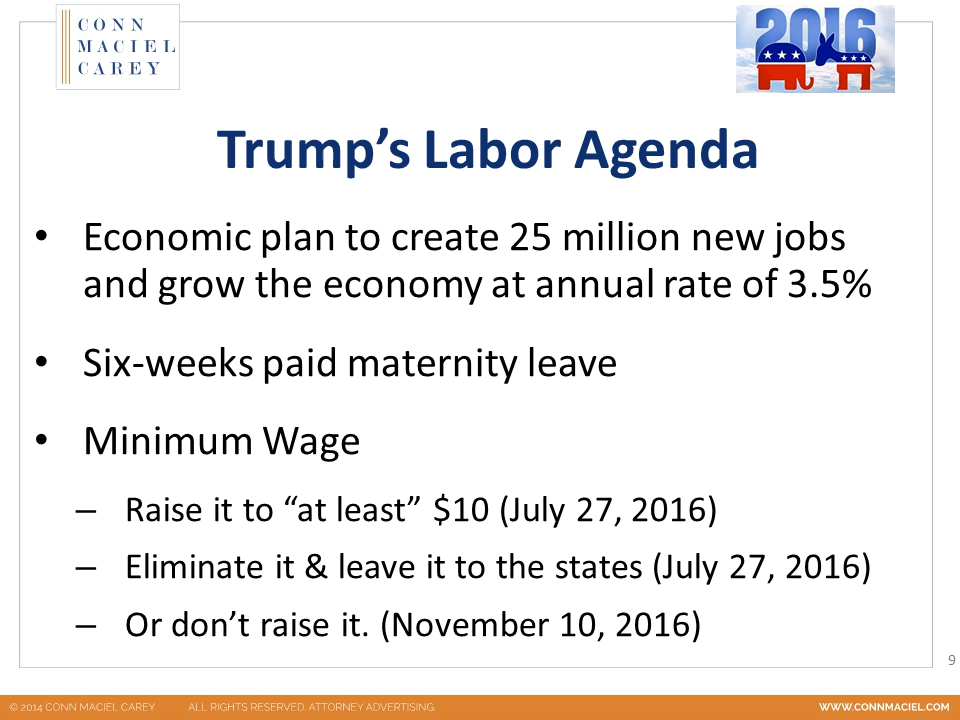 CONN
MACIEL
CAREY
2016
Trump’s Labor Agenda
• Economic plan to create 25 million new jobs
and grow the economy at annual rate of 3.5%
• Six-weeks paid maternity leave
• Minimum Wage
– Raise it to “at least” $10 (July 27, 2016)
– Eliminate it & leave it to the states (July 27, 2016)
– Or don’t raise it. (November 10, 2016)
9
© 2014 CONN MACIEL CAREY ALL RIGHTS RESERVED. ATTORNEY ADVERTISING. WWW.CONNMACIEL.COM